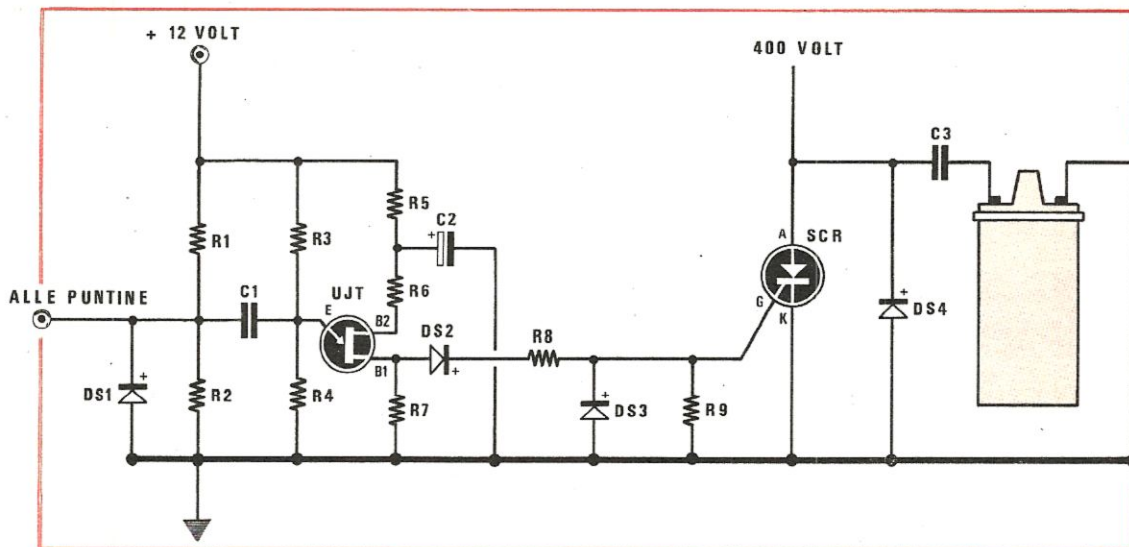 + 12 VOLT
400 VOLT
R5
C2
+
C3
R1
R3
A
SCR
ALLE PUNTINE
C1
UJT
R6
E
B2
DS2
R8
G
K
DS4
+
B1
+
DS1
+
R2
R4
R7
DS3
+
R9